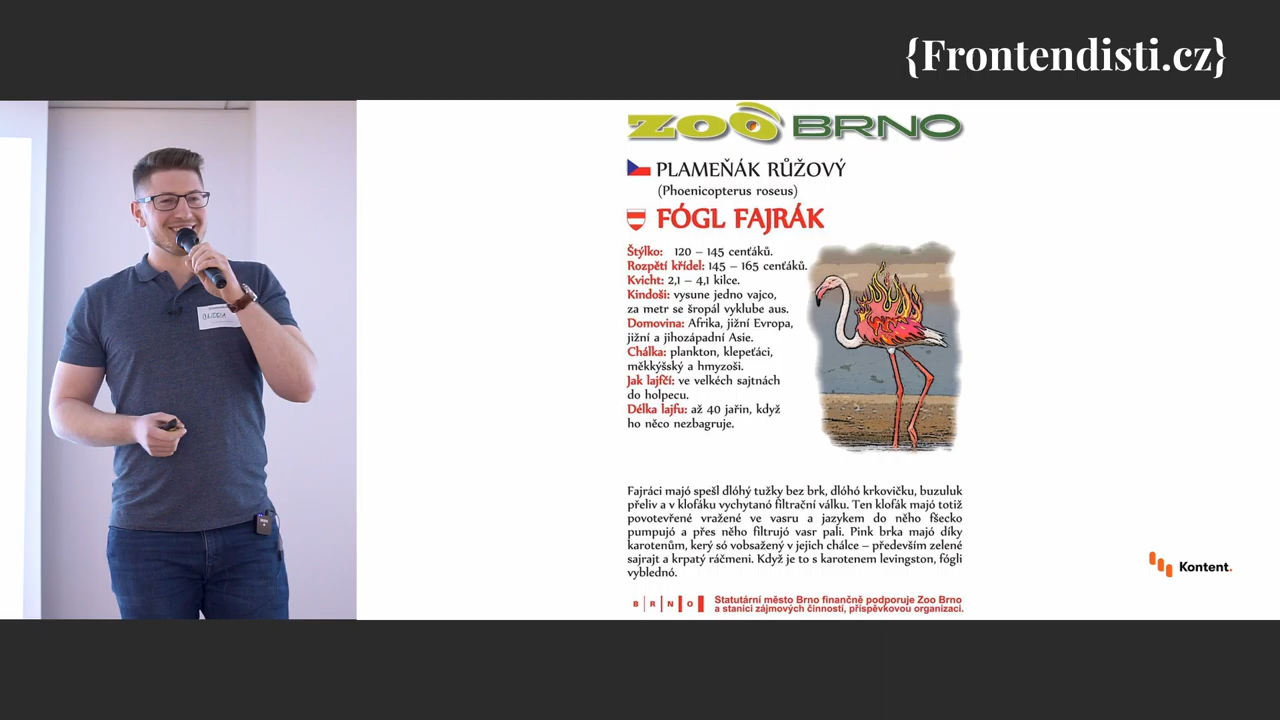 {Frontendisti.cz}
ZOO BRNO
PLAMEŇÁK RŮŽOVÝ
(Phoenicopterus roseus)
FÓGL FAJRÁK
Štýlko: 120 – 145 cenťáků.
Rozpětí křídel: 145 – 165 cenťáků.
Kvicht: 2,1 – 4,1 kilce.
Kindoši: vysune jedno vajco,
za metr se šropál vyklube aus.
Domovina: Afrika, jižní Evropa,
jižní a jihozápadní Asie.
Chálka: plankton, klepeťáci,
měkkýšský a hmyzoši.
Jak lajfčí: ve velkéch sajtnách
do holpecu.
Délka lajfu: až 40 jařin, když
ho něco nezbagruje.
Fajráci majó spešl dlóhý tužky bez brk, dlóhó krkovičku, buzuluk
přeliv a v klofáku vychytanó filtrační válku. Ten klofák majó totiž
povotevřené vražené ve vasru a jazykem do něho fšecko
pumpujó a přes něho filtrujó vasr pali. Pink brka majó díky
karotenům, kerý só vobsažený v jejich chálce – především zelené
sajrajt a krpatý ráčmeni. Když je to s karotenem levingston, fógli
vyblednó.
BRNO
Statutární město Brno finančně podporuje Zoo Brno
a stanici zájmových činností, příspěvkovou organizaci.
Kontent.
ONDRA